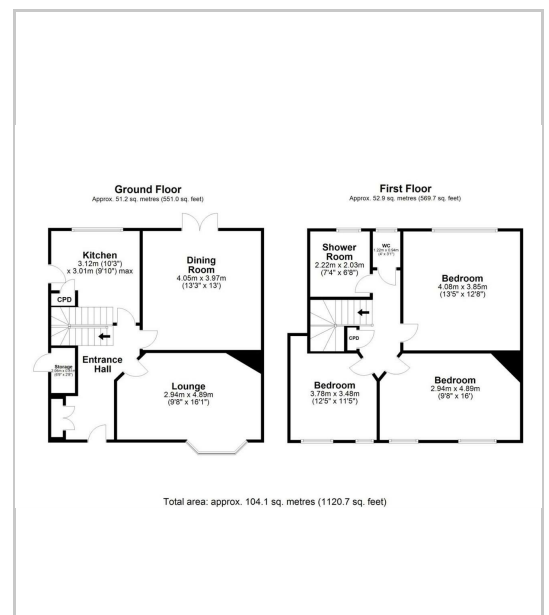 Ground Floor
Approx. 51.2 sq. metres (551.0 sq. feet)
Kitchen
3.12m (10'3")
x 3.01m (9'10") max
CPD
Dining
Room
4.05m x 3.97m
(13'3" x 13')
Storage
Entrance
Hall
Lounge
2.94m x 4.89m
(9'8" x 16'1")
First Floor
Approx. 52.9 sq. metres (569.7 sq. feet)
Shower
Room
2.22m x 2.03m
(7'4" x 6'8")
WC
Bedroom
4.08m x 3.85m
(13'5" x 12'8")
CPD
Bedroom
3.78m x 3.48m
(12'5" x 11'5")
Bedroom
2.94m x 4.89m
(9'8" x 16')
Total area: approx. 104.1 sq. metres (1120.7 sq. feet)